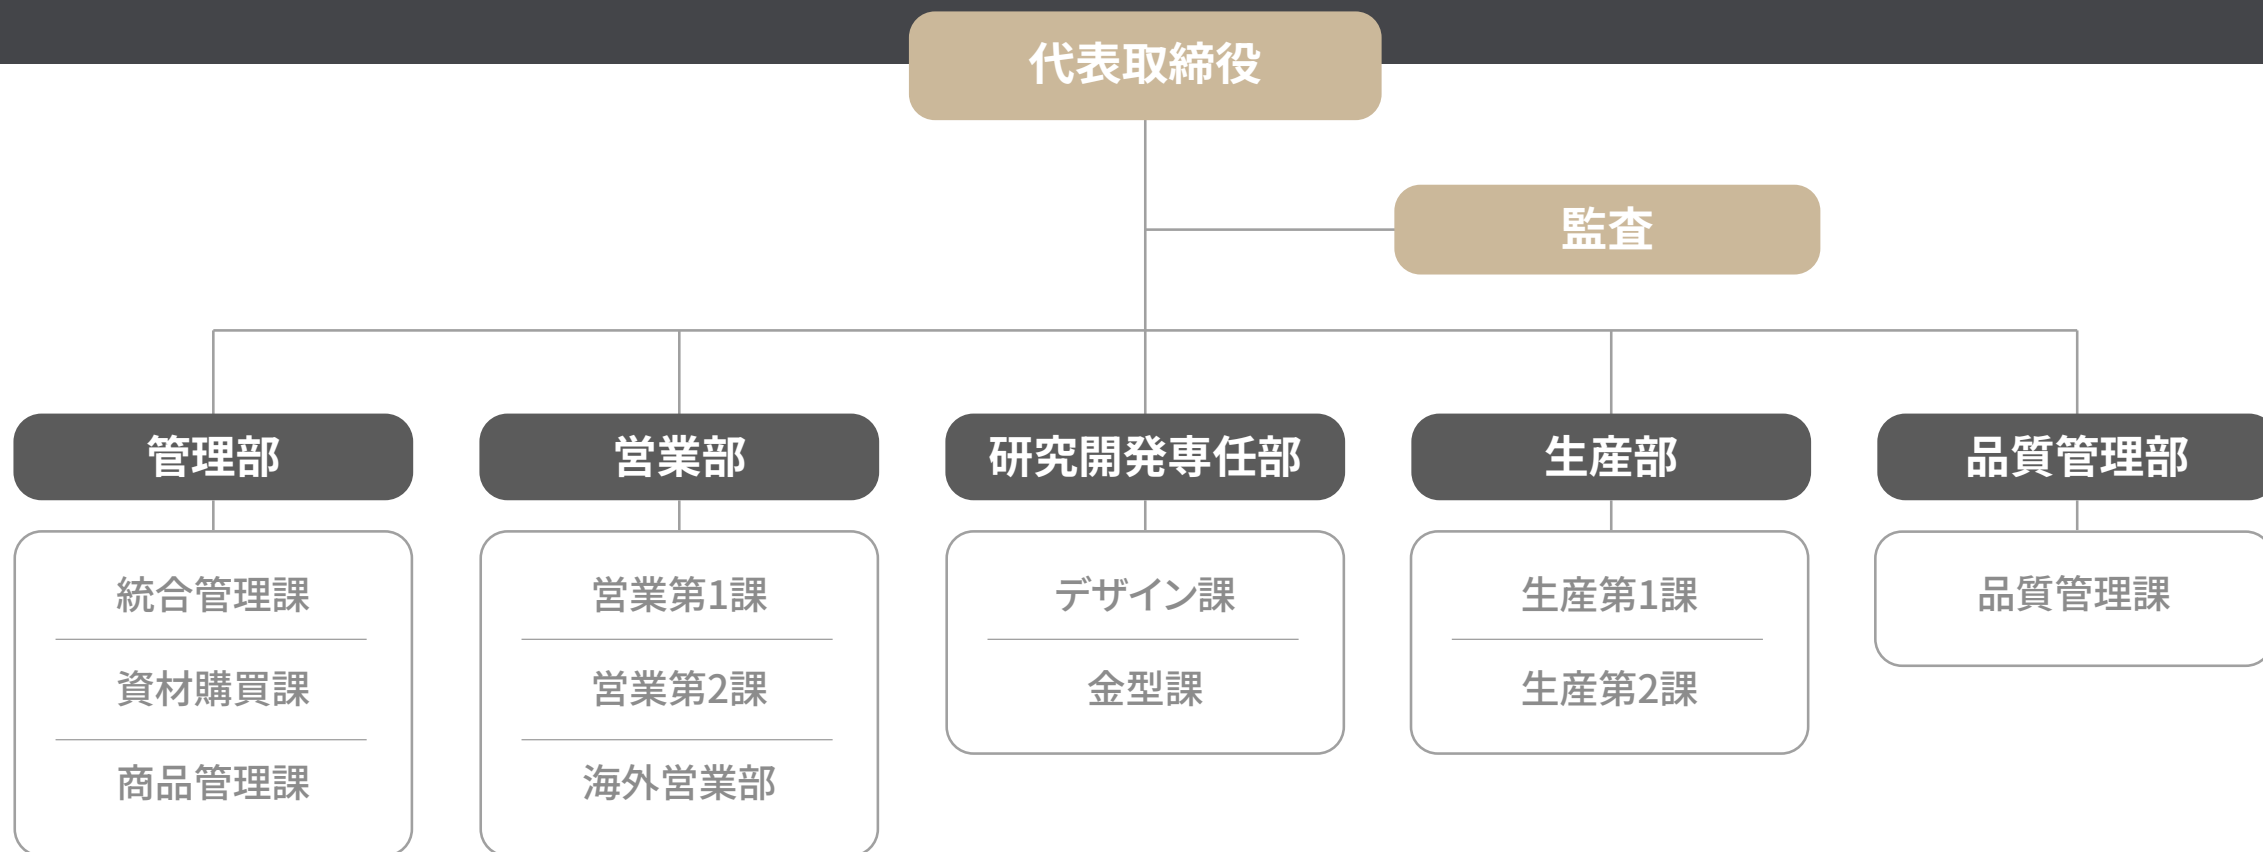 代表取締役
監査
管理部
統合管理課
資材購買課
商品管理課
営業部
営業第1課
営業第2課
海外営業部
研究開発専任部
デザイン課
金型課
生産部
生産第1課
生産第2課
品質管理部
品質管理課